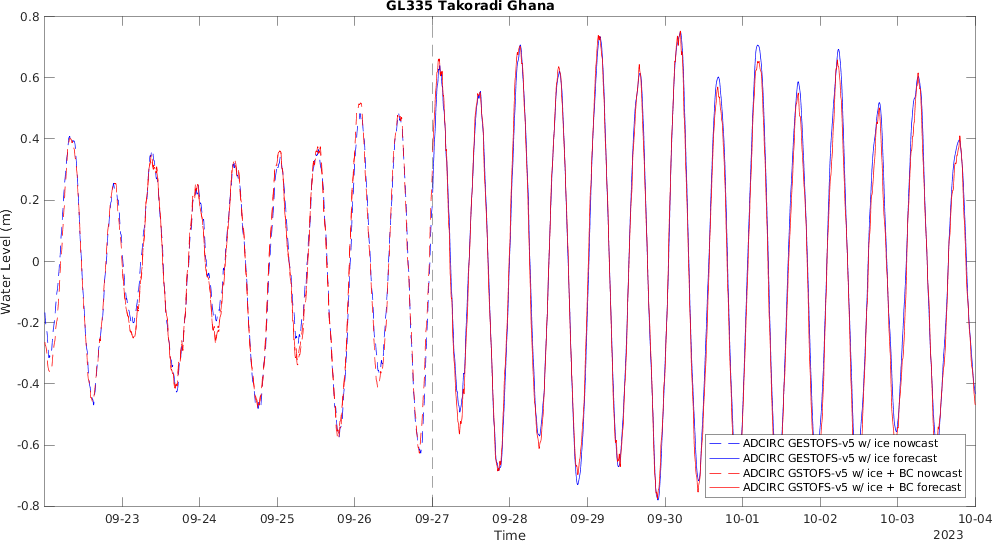 GL335 Takoradi Ghana
0.8
0.6
0.4
0.2
0
-0.2
-0.4
-0.6
-0.8
Water Level (m)
ADCIRC GESTOFS-v5 w/ ice nowcast
ADCIRC GESTOFS-v5 w/ ice forecast
ADCIRC GSTOFS-v5 w/ ice + BC nowcast
ADCIRC GSTOFS-v5 w/ ice + BC forecast
09-23 09-24 09-25 09-26 09-27 09-28 09-29 09-30 10-01 10-02 10-03 10-04
Time
2023